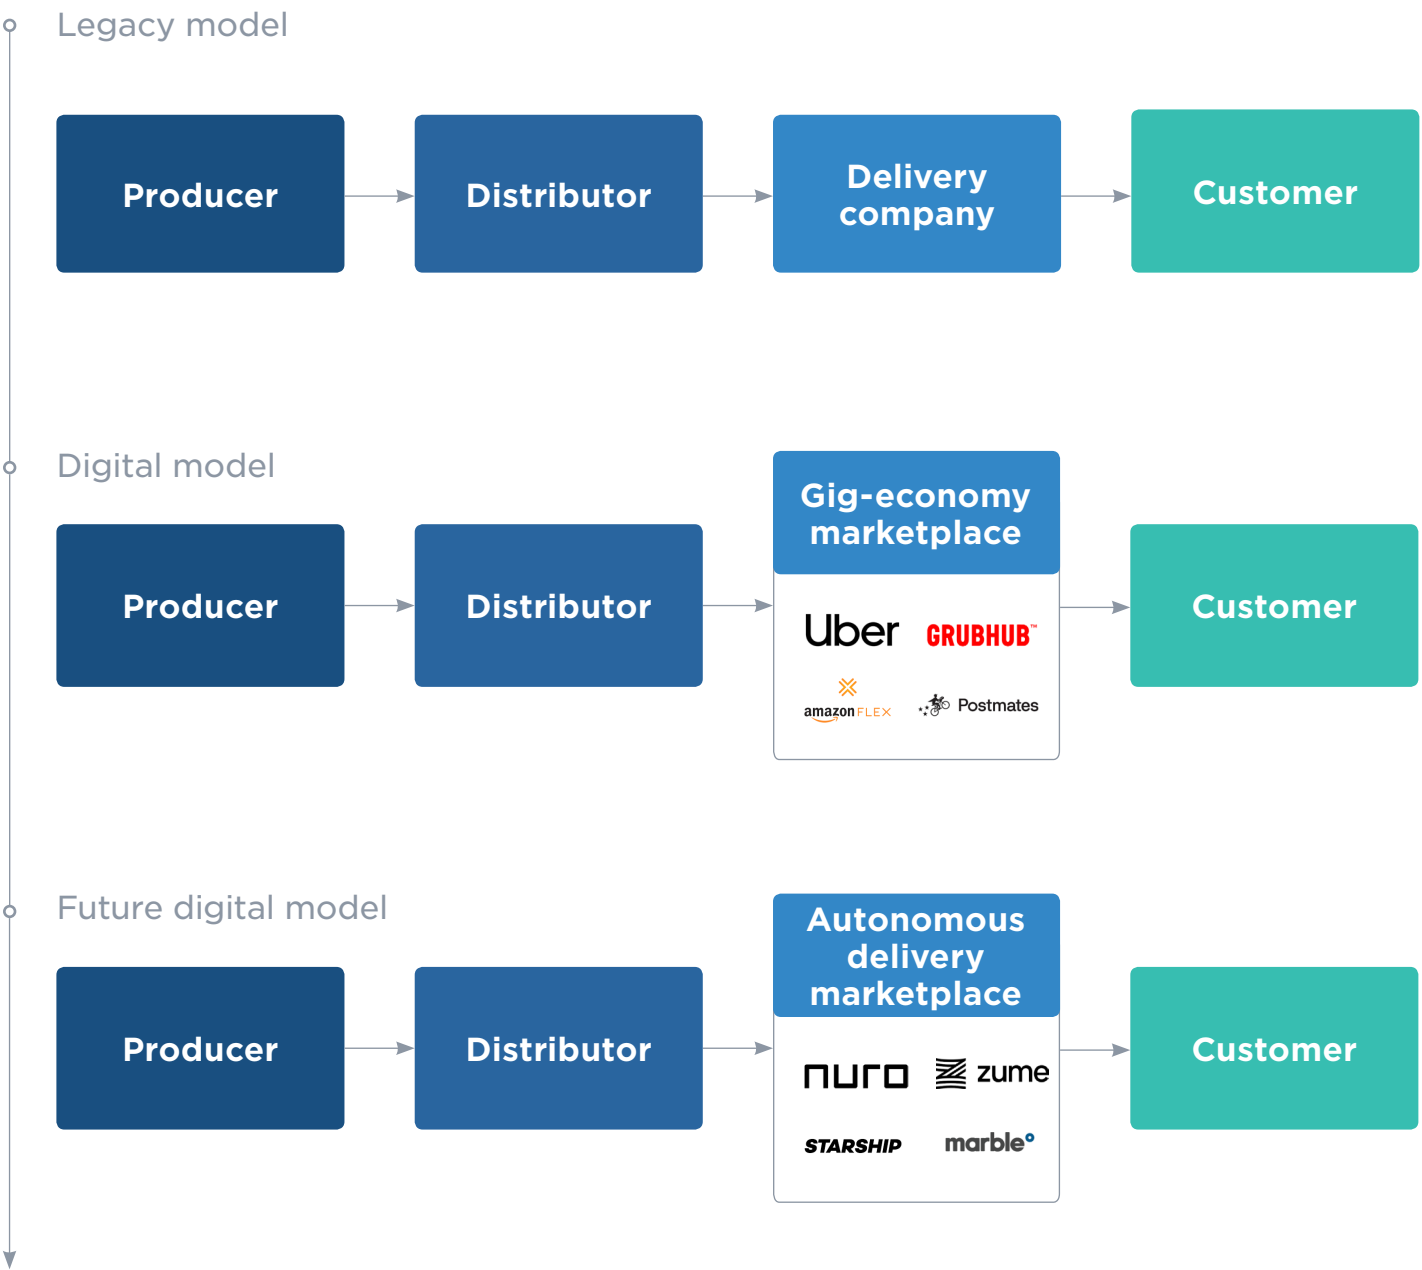 Legacy model
Producer
Distributor
Delivery
company
Customer
Digital model
Producer
Distributor
Gig-economy
marketplace
Uber
GRUBHUB™
amazon FLEX
Postmates
Customer
Future digital model
Producer
Distributor
Autonomous
delivery
marketplace
nuro
zume
STARSHIP
marble
Customer